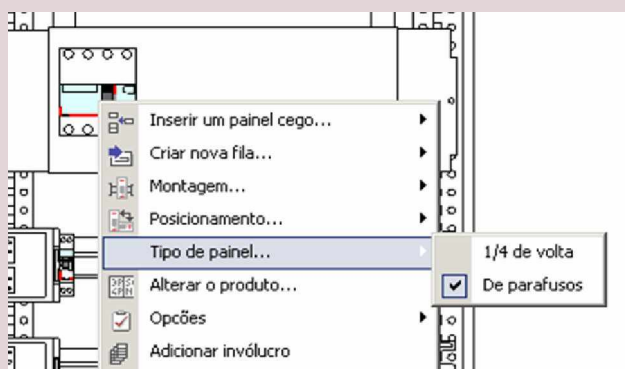 Inserir um painel cego...
Criar nova fila...
Montagem...
Posicionamento...
Tipo de painel...
1/4 de volta
Alterar o produto...
De parafusos
Opcões
Adicionar invólucro